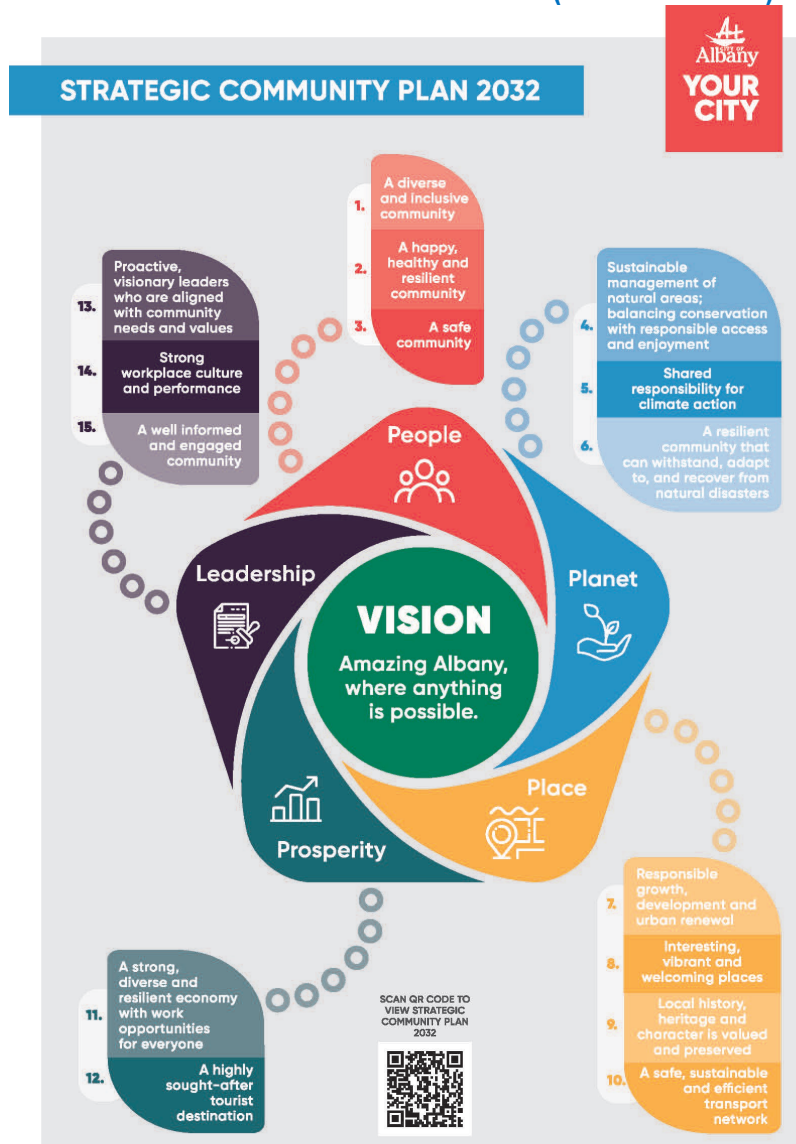 CITY OF
Albany
YOUR
CITY
STRATEGIC COMMUNITY PLAN 2032
1.
A diverse
and inclusive
community
2.
A happy,
healthy and
resilient
community
3.
A safe
community
13.
Proactive,
visionary leaders
who are aligned
with community
needs and values
14.
Strong
workplace culture
and performance
15.
A well informed
and engaged
community
4.
Sustainable
management of
natural areas;
balancing conservation
with responsible access
and enjoyment
5.
Shared
responsibility for
climate action
6.
A resilient
community that
can withstand, adapt
to, and recover from
natural disasters
People
Leadership
Planet
VISION
Amazing Albany,
where anything
is possible.
Place
Prosperity
7.
Responsible
growth,
development and
urban renewal
8.
Interesting,
vibrant and
welcoming places
9.
Local history,
heritage and
character is valued
and preserved
10.
A safe, sustainable
and efficient
transport
network
11.
A strong,
diverse and
resilient economy
with work
opportunities
for everyone
12.
A highly
sought-after
tourist
destination
SCAN QR CODE TO
VIEW STRATEGIC
COMMUNITY PLAN
2032